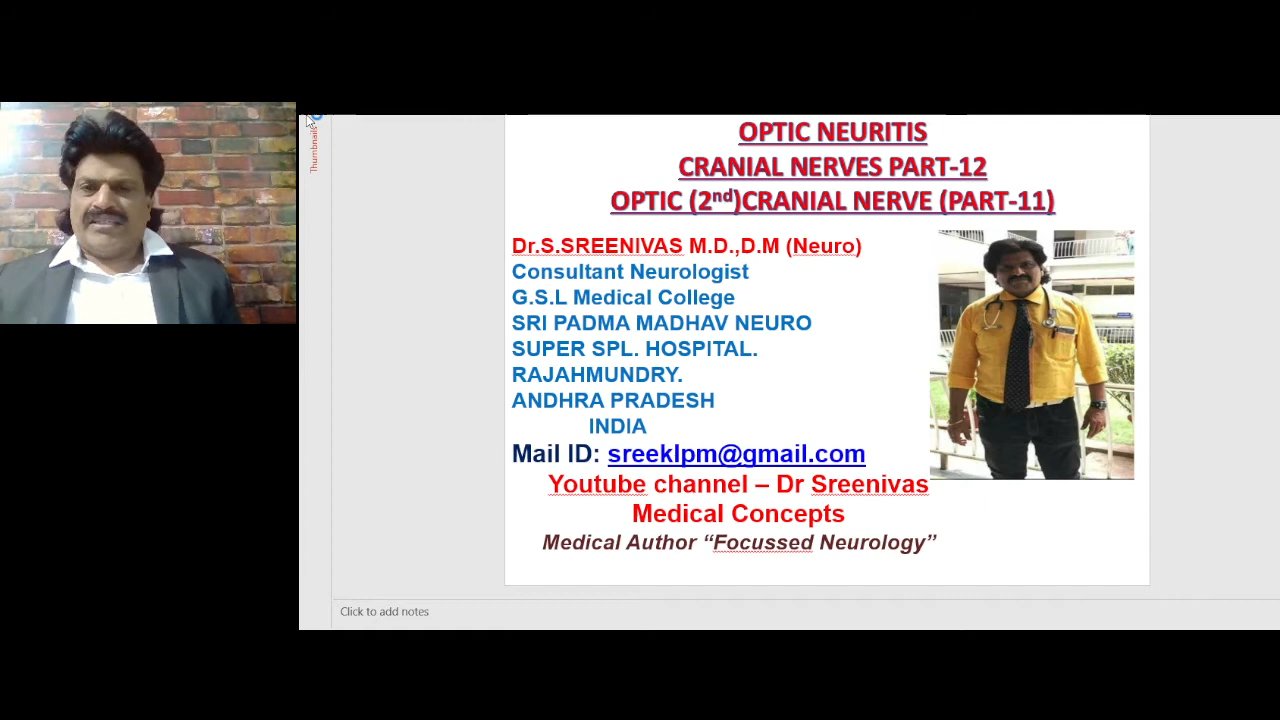 Thumbnails
OPTIC NEURITIS
CRANIAL NERVES PART-12
OPTIC (2nd)CRANIAL NERVE (PART-11)
Dr.S.SREENIVAS M.D.,D.M (Neuro)
Consultant Neurologist
G.S.L Medical College
SRI PADMA MADHAV NEURO
SUPER SPL. HOSPITAL.
RAJAHMUNDRY.
ANDHRA PRADESH
INDIA
Mail ID: sreeklpm@gmail.com
Youtube channel – Dr Sreenivas
Medical Concepts
Medical Author “Focussed Neurology”
Click to add notes